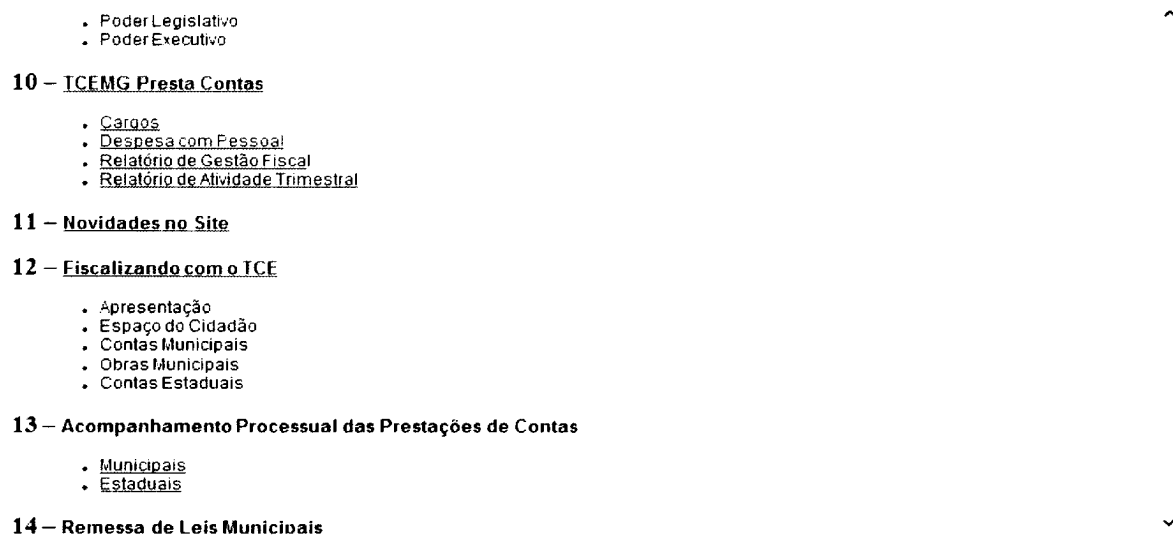 • Poder Legislativo
• Poder Executivo
10 – TCEMG Presta Contas
• Cargos
• Despesa com Pessoal
• Relatório de Gestão Fiscal
• Relatório de Atividade Trimestral
11 – Novidades no Site
12 – Fiscalizando com o TCE
• Apresentação
• Espaço do Cidadão
• Contas Municipais
• Obras Municipais
• Contas Estaduais
13 – Acompanhamento Processual das Prestações de Contas
• Municipais
• Estaduais
14 – Remessa de Leis Municipais